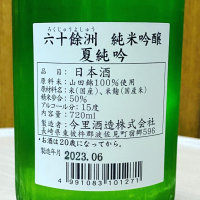 ろくじゅうよしゅう
六十餘洲 純米吟醸
夏純吟
■品目：日本酒
■原料：山田錦100%使用
原材料：米(国産)、米麹(国産米)
精米歩合：50%
アルコール分：15度
内容量：720ml
製造者：今里酒造株式会社
長崎県東彼杵郡波佐見町宿郷596
■お酒は20歳になってから。
製造年月 2023.06
4 991083 101271